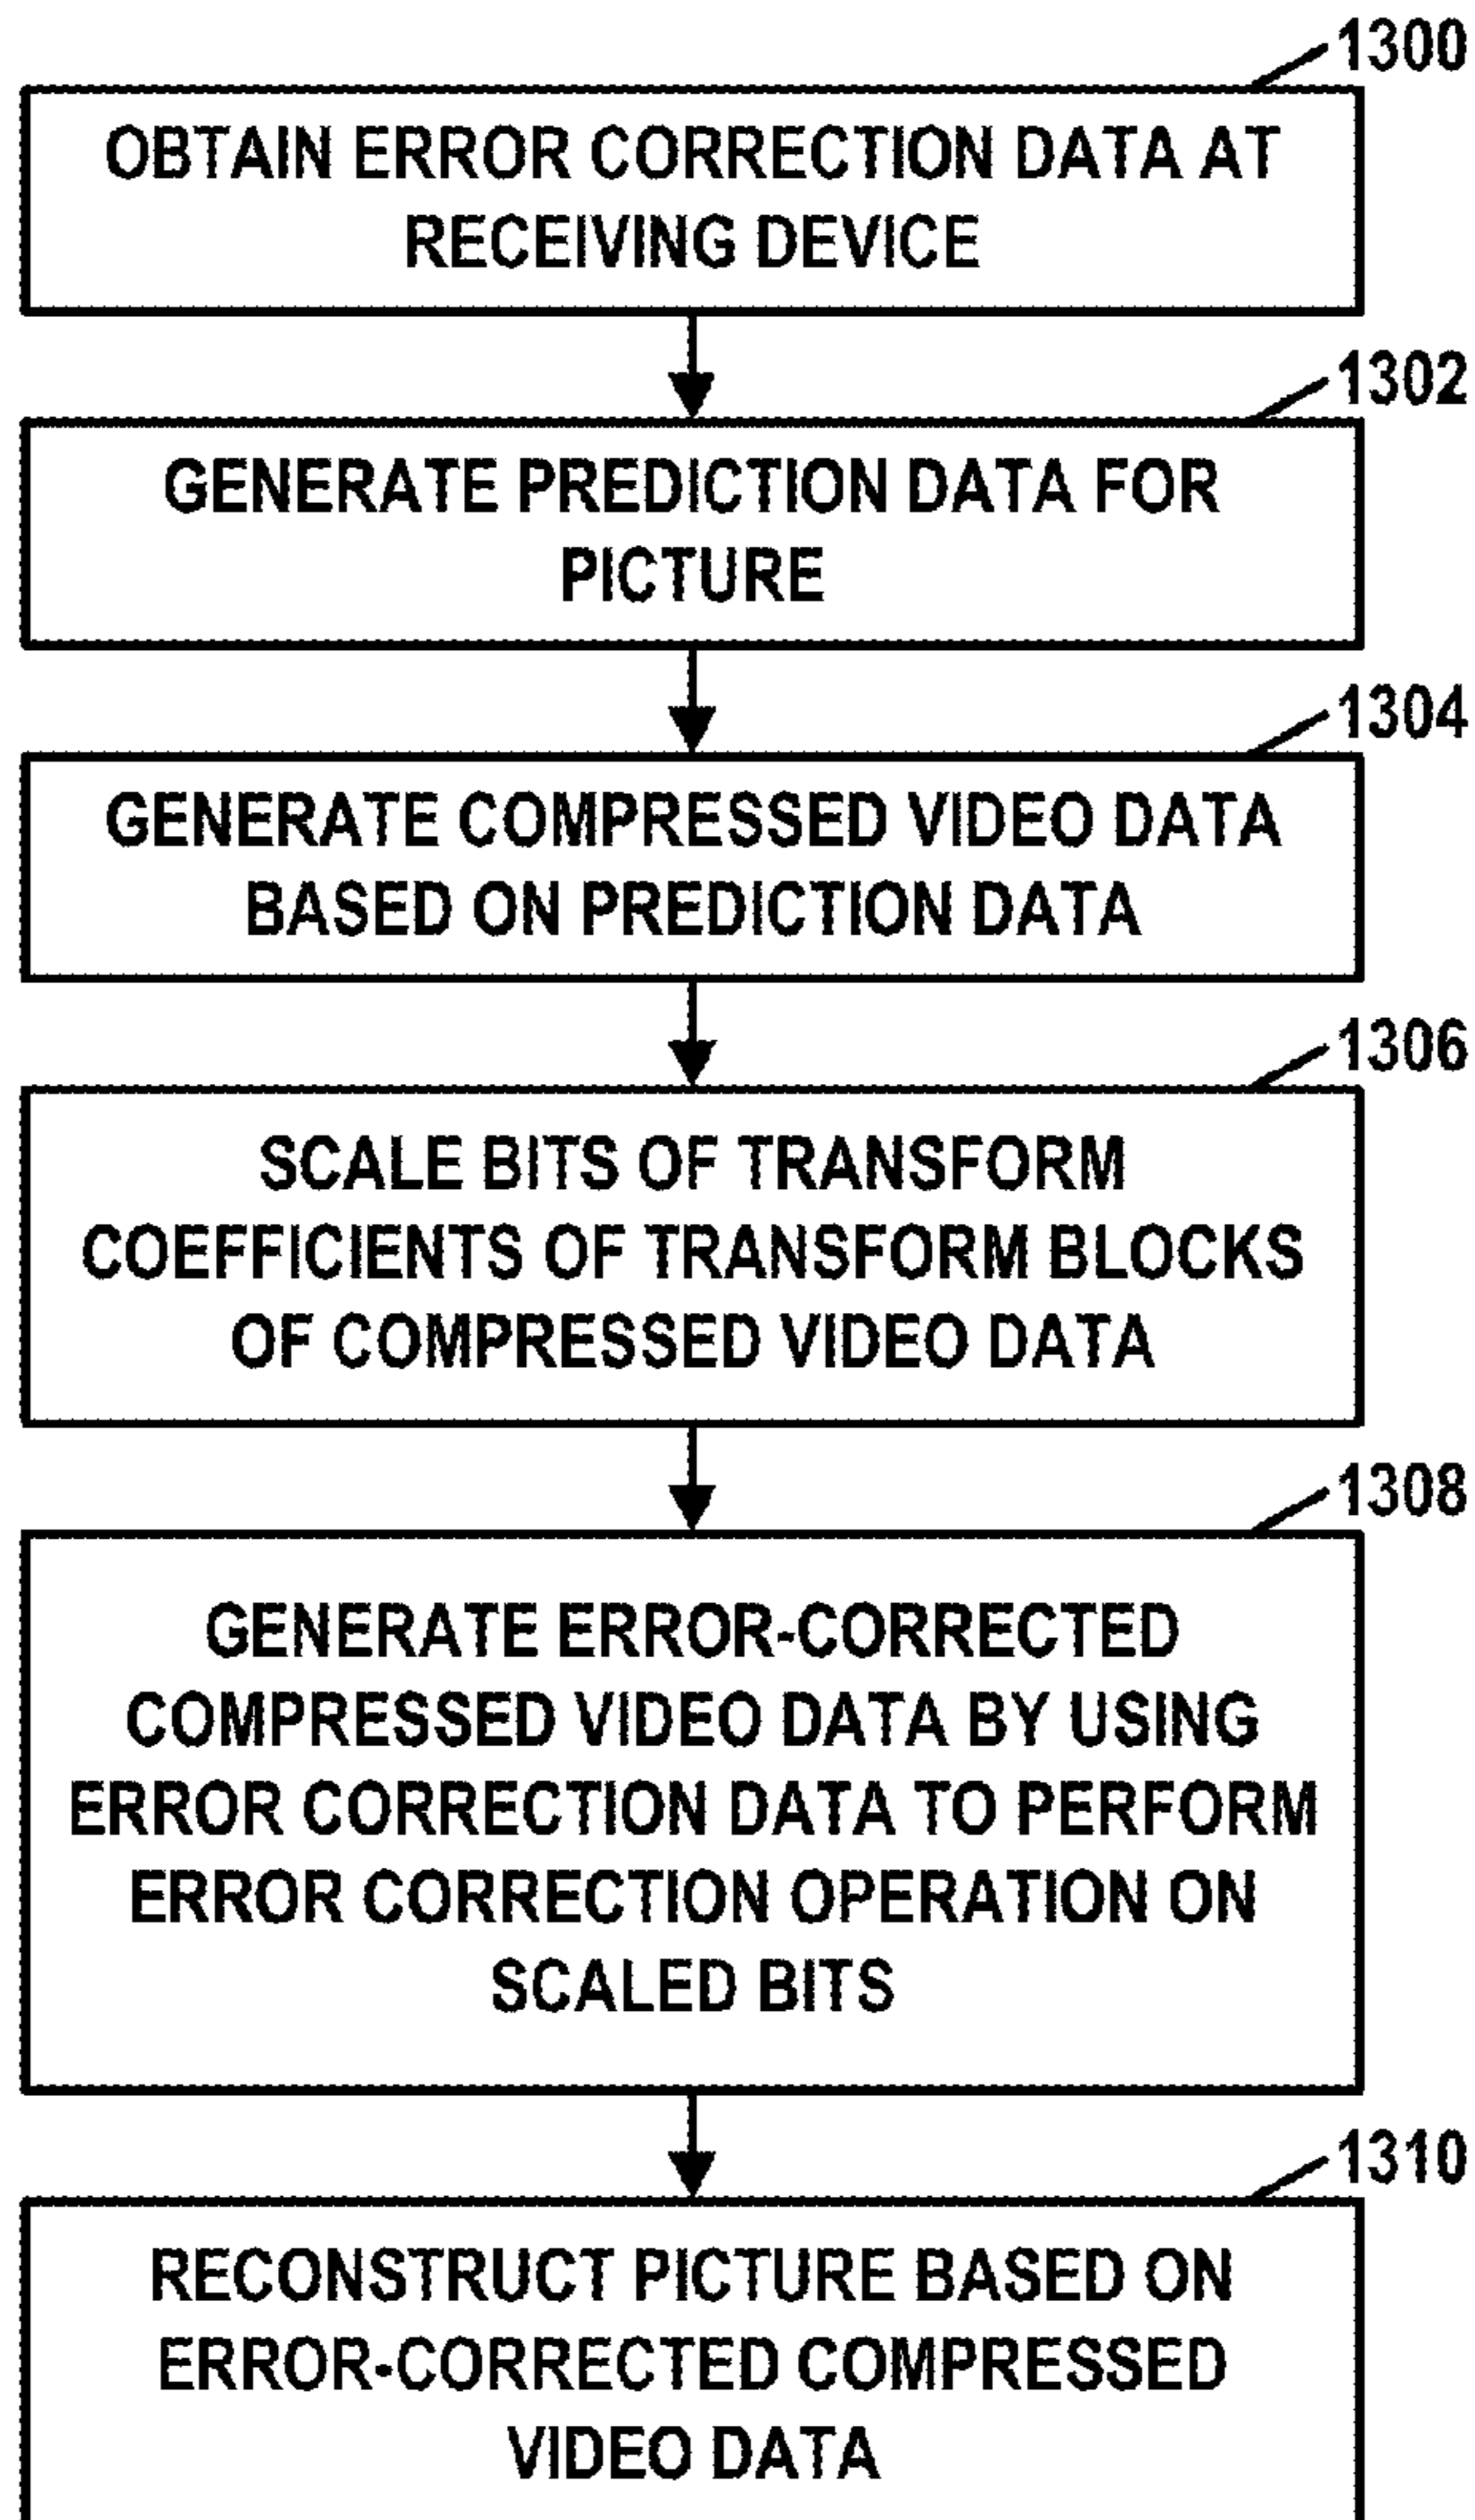 1300
OBTAIN ERROR CORRECTION DATA AT
RECEIVING DEVICE
1302
GENERATE PREDICTION DATA FOR
PICTURE
1304
GENERATE COMPRESSED VIDEO DATA
BASED ON PREDICTION DATA
1306
SCALE BITS OF TRANSFORM
COEFFICIENTS OF TRANSFORM BLOCKS
OF COMPRESSED VIDEO DATA
1308
GENERATE ERROR-CORRECTED
COMPRESSED VIDEO DATA BY USING
ERROR CORRECTION DATA TO PERFORM
ERROR CORRECTION OPERATION ON
SCALED BITS
1310
RECONSTRUCT PICTURE BASED ON
ERROR-CORRECTED COMPRESSED
VIDEO DATA